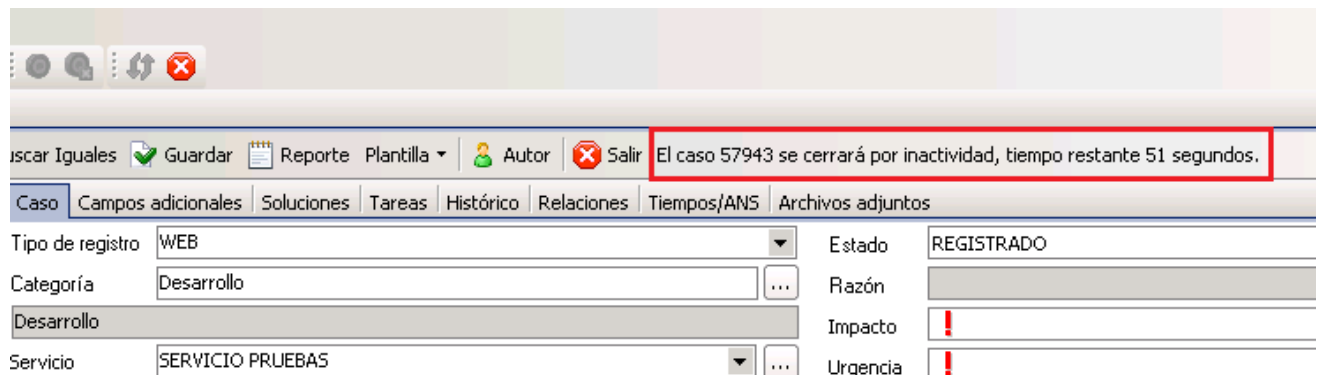 uscar Iguales Guardar Reporte Plantilla Autor Salir El caso 57943 se cerrará por inactividad, tiempo restante 51 segundos.
Caso Campos adicionales Soluciones Tareas Histórico Relaciones Tiempos/ANS Archivos adjuntos
Tipo de registro WEB Estado REGISTRADO
Categoría Desarrollo ... Razón
Desarrollo Impacto !
Servicio SERVICIO PRUEBAS ... Urgencia !